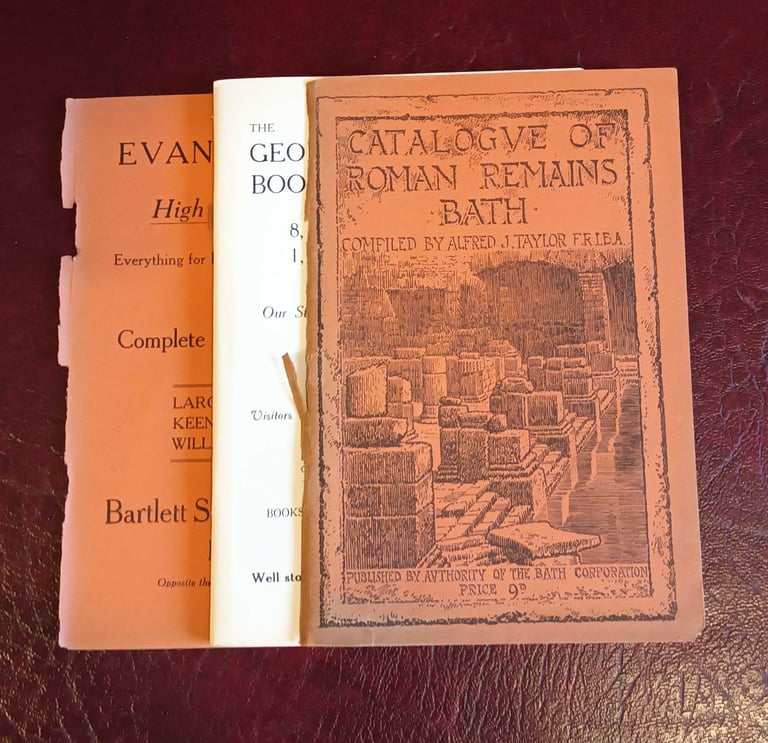 EVAN
High
Everything for
Complete
LARG
KEEN
WILL
Bartlett S
Opposite the
THE
GEO
BOO
8,
1,
Our St
Visitors
BOOKS
Well sto
CATALOGVE OF
ROMAN REMAINS
BATH
COMPILED BY ALFRED J. TAYLOR F.R.I.B.A.
PUBLISHED BY AVTHORITY OF THE BATH CORPORATION
PRICE 9D